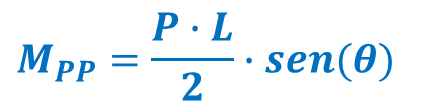 M_PP = P · L / 2 · sen(θ)